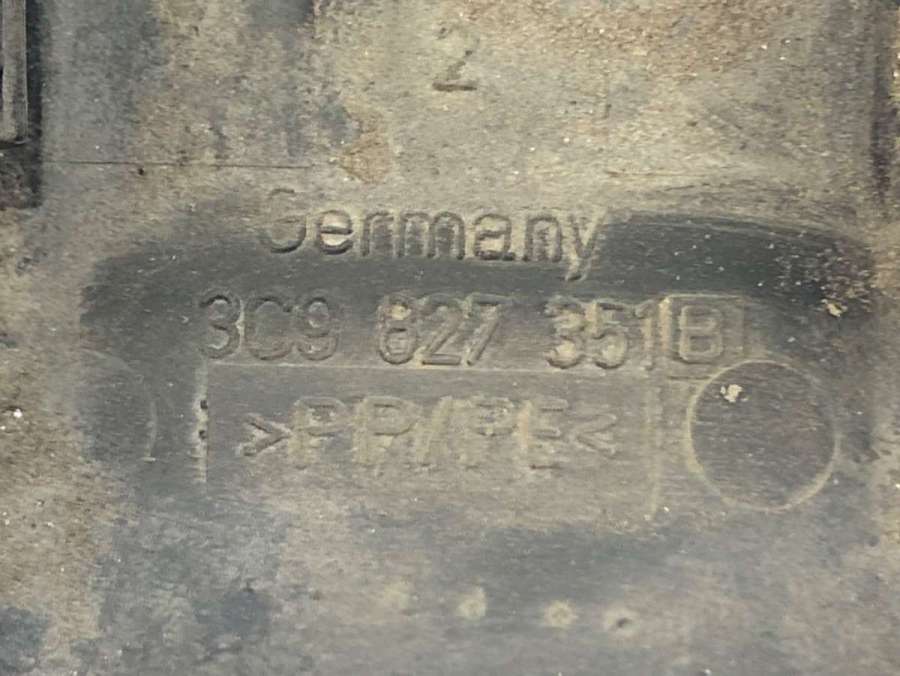 2
Germany
3C9 827 351 B
>PP/PE<